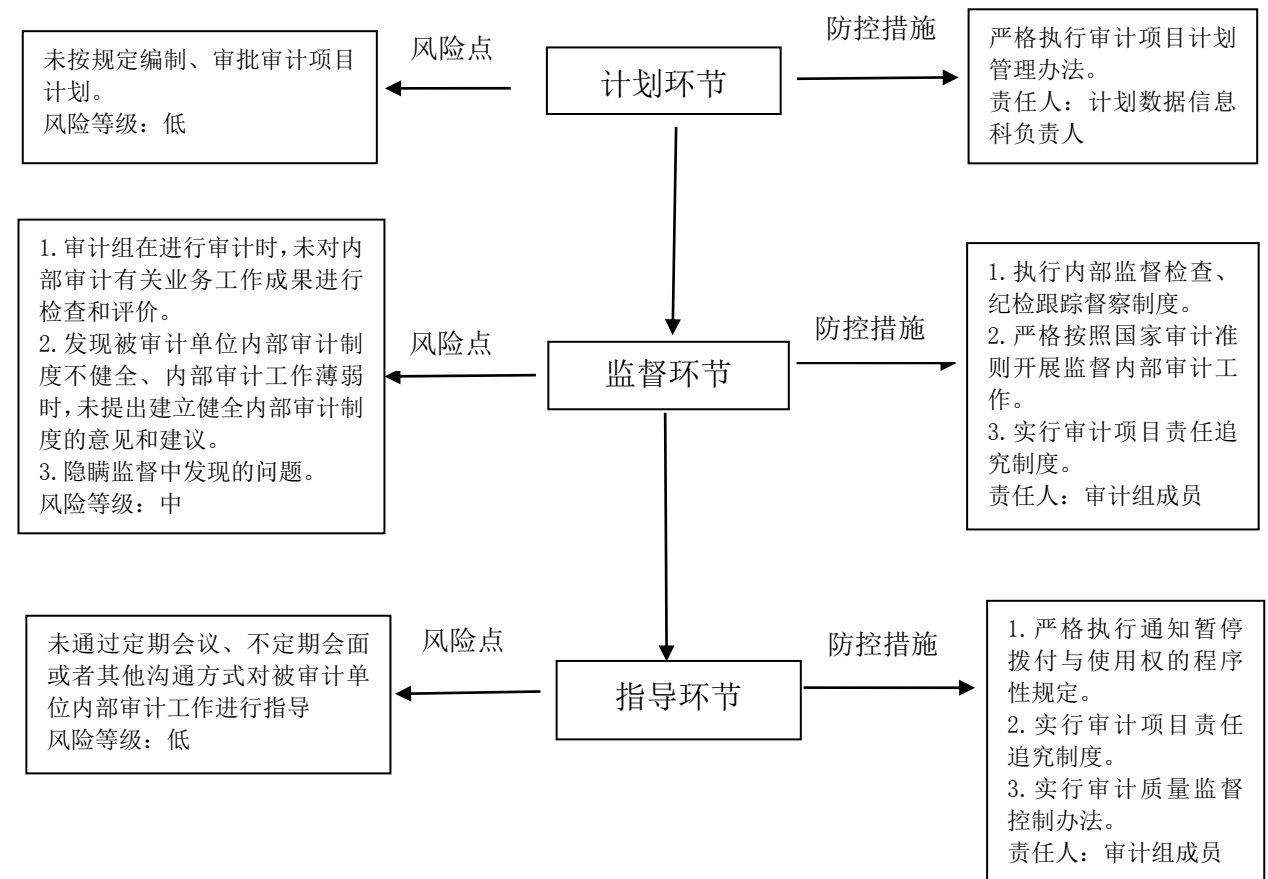 未按规定编制、审批审计项目
计划。
风险等级：低
风险点
计划环节
防控措施
严格执行审计项目计划
管理办法。
责任人：计划数据信息
科负责人
1.审计组在进行审计时,未对内
部审计有关业务工作成果进行
检查和评价。
2.发现被审计单位内部审计制
度不健全、内部审计工作薄弱
时,未提出建立健全内部审计制
度的意见和建议。
3.隐瞒监督中发现的问题。
风险等级：中
风险点
监督环节
防控措施
1.执行内部监督检查、
纪检跟踪督察制度。
2.严格按照国家审计准
则开展监督内部审计工
作。
3.实行审计项目责任追
究制度。
责任人：审计组成员
未通过定期会议、不定期会面
或者其他沟通方式对被审计单
位内部审计工作进行指导
风险等级：低
风险点
指导环节
防控措施
1.严格执行通知暂停
拨付与使用权的程序
性规定。
2.实行审计项目责任
追究制度。
3.实行审计质量监督
控制办法。
责任人：审计组成员